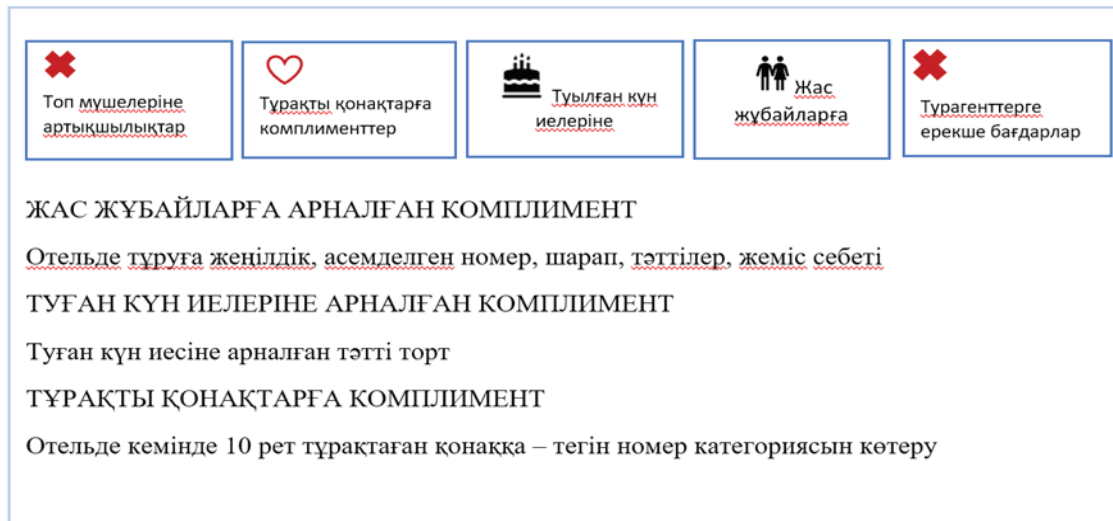 Топ мүшелеріне
артықшылықтар
Тұрақты қонақтарға
комплименттер
Туылған күн
иелеріне
Жас
жұбайларға
Турагенттерге
ерекше бағдарлар
ЖАС ЖҰБАЙЛАРҒА АРНАЛҒАН КОМПЛИМЕНТ
Отельде тұруға жеңілдік, асемделген номер, шарап, тәттілер, жеміс себеті
ТУҒАН КҮН ИЕЛЕРІНЕ АРНАЛҒАН КОМПЛИМЕНТ
Туған күн иесіне арналған тәтті торт
ТҰРАҚТЫ ҚОНАҚТАРҒА КОМПЛИМЕНТ
Отельде кемінде 10 рет тұрақтаған қонаққа – тегін номер категориясын көтеру